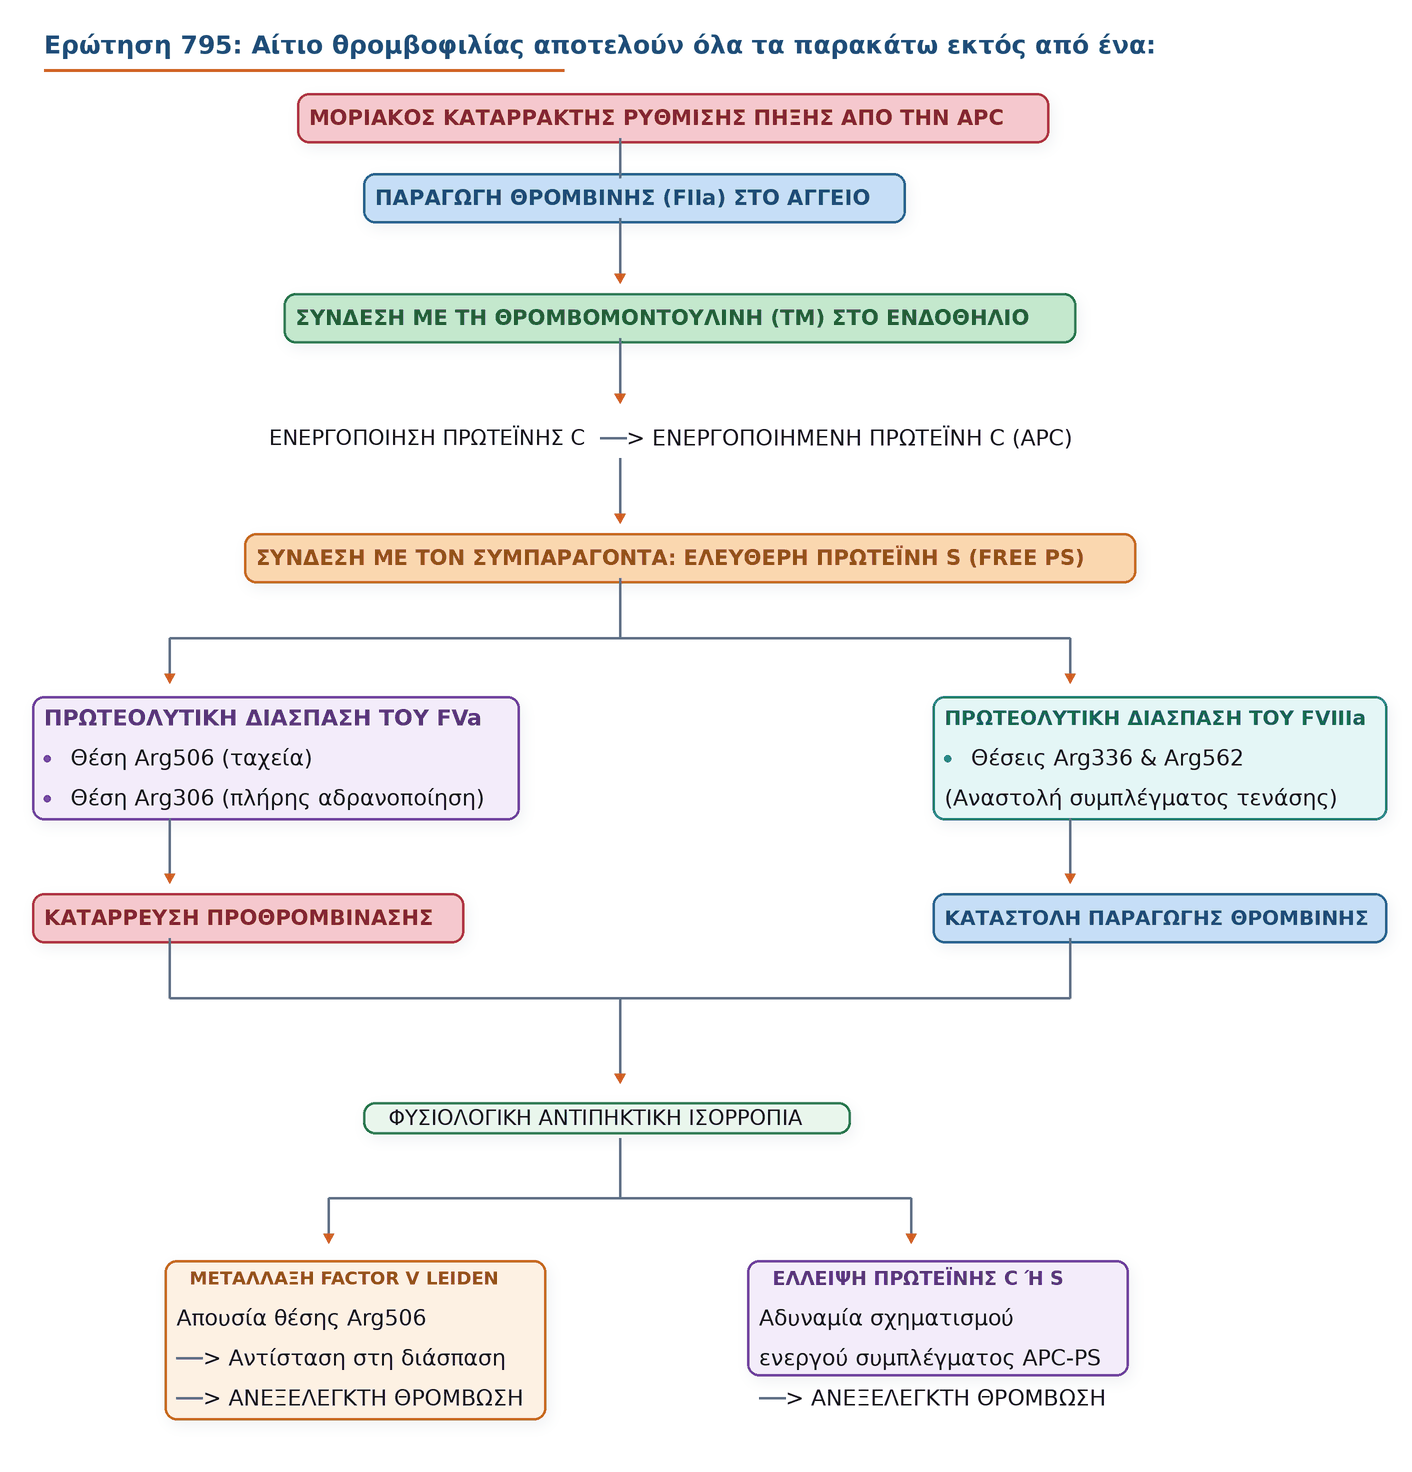 Ερώτηση 795: Αίτιο θρομβοφιλίας αποτελούν όλα τα παρακάτω εκτός από ένα:
ΜΟΡΙΑΚΟΣ ΚΑΤΑΡΡΑΚΤΗΣ ΡΥΘΜΙΣΗΣ ΠΗΞΗΣ ΑΠΟ ΤΗΝ APC
ΠΑΡΑΓΩΓΗ ΘΡΟΜΒΙΝΗΣ (FIIa) ΣΤΟ ΑΓΓΕΙΟ
ΣΥΝΔΕΣΗ ΜΕ ΤΗ ΘΡΟΜΒΟΜΟΝΤΟΥΛΙΝΗ (TM) ΣΤΟ ΕΝΔΟΘΗΛΙΟ
ΕΝΕΡΓΟΠΟΙΗΣΗ ΠΡΩΤΕΪΝΗΣ C —> ΕΝΕΡΓΟΠΟΙΗΜΕΝΗ ΠΡΩΤΕΪΝΗ C (APC)
ΣΥΝΔΕΣΗ ΜΕ ΤΟΝ ΣΥΜΠΑΡΑΓΟΝΤΑ: ΕΛΕΥΘΕΡΗ ΠΡΩΤΕΪΝΗ S (FREE PS)
ΠΡΩΤΕΟΛΥΤΙΚΗ ΔΙΑΣΠΑΣΗ ΤΟΥ FVa
• Θέση Arg506 (ταχεία)
• Θέση Arg306 (πλήρης αδρανοποίηση)
ΠΡΩΤΕΟΛΥΤΙΚΗ ΔΙΑΣΠΑΣΗ ΤΟΥ FVIIIa
• Θέσεις Arg336 & Arg562
(Αναστολή συμπλέγματος τενάσης)
ΚΑΤΑΡΡΕΥΣΗ ΠΡΟΘΡΟΜΒΙΝΑΣΗΣ
ΚΑΤΑΣΤΟΛΗ ΠΑΡΑΓΩΓΗΣ ΘΡΟΜΒΙΝΗΣ
ΦΥΣΙΟΛΟΓΙΚΗ ΑΝΤΙΠΗΚΤΙΚΗ ΙΣΟΡΡΟΠΙΑ
ΜΕΤΑΛΛΑΞΗ FACTOR V LEIDEN
Απουσία θέσης Arg506
—> Αντίσταση στη διάσπαση
—> ΑΝΕΞΕΛΕΓΚΤΗ ΘΡΟΜΒΩΣΗ
ΕΛΛΕΙΨΗ ΠΡΩΤΕΪΝΗΣ C Ή S
Αδυναμία σχηματισμού
ενεργού συμπλέγματος APC-PS
—> ΑΝΕΞΕΛΕΓΚΤΗ ΘΡΟΜΒΩΣΗ